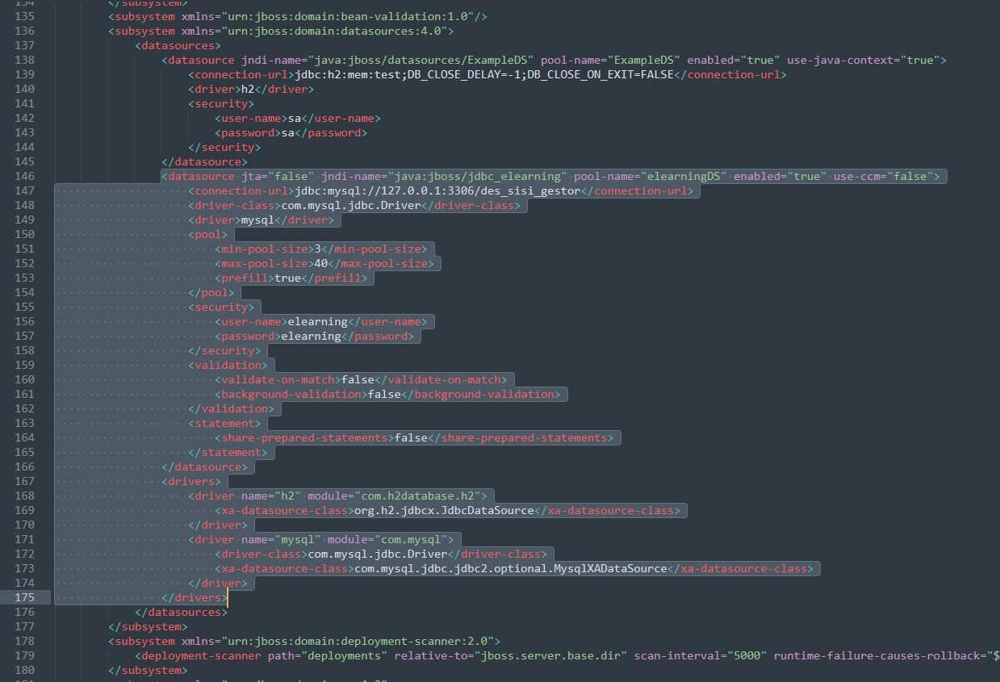 134 </subsystem>
135 <subsystem xmlns="urn:jboss:domain:bean-validation:1.0"/>
136 <subsystem xmlns="urn:jboss:domain:datasources:4.0">
137 <datasources>
138 <datasource jndi-name="java:jboss/datasources/ExampleDS" pool-name="ExampleDS" enabled="true" use-java-context="true">
139 <connection-url>jdbc:h2:mem:test;DB_CLOSE_DELAY=-1;DB_CLOSE_ON_EXIT=FALSE</connection-url>
140 <driver>h2</driver>
141 <security>
142 <user-name>sa</user-name>
143 <password>sa</password>
144 </security>
145 </datasource>
146 <datasource jta="false" jndi-name="java:jboss/jdbc_elearning" pool-name="elearningDS" enabled="true" use-ccm="false">
147 <connection-url>jdbc:mysql://127.0.0.1:3306/des_sisi_gestor</connection-url>
148 <driver-class>com.mysql.jdbc.Driver</driver-class>
149 <driver>mysql</driver>
150 <pool>
151 <min-pool-size>3</min-pool-size>
152 <max-pool-size>40</max-pool-size>
153 <prefill>true</prefill>
154 </pool>
155 <security>
156 <user-name>elearning</user-name>
157 <password>elearning</password>
158 </security>
159 <validation>
160 <validate-on-match>false</validate-on-match>
161 <background-validation>false</background-validation>
162 </validation>
163 <statement>
164 <share-prepared-statements>false</share-prepared-statements>
165 </statement>
166 </datasource>
167 <drivers>
168 <driver name="h2" module="com.h2database.h2">
169 <xa-datasource-class>org.h2.jdbcx.JdbcDataSource</xa-datasource-class>
170 </driver>
171 <driver name="mysql" module="com.mysql">
172 <driver-class>com.mysql.jdbc.Driver</driver-class>
173 <xa-datasource-class>com.mysql.jdbc.jdbc2.optional.MysqlXADataSource</xa-datasource-class>
174 </driver>
175 </drivers>
176 </datasources>
177 </subsystem>
178 <subsystem xmlns="urn:jboss:domain:deployment-scanner:2.0">
179 <deployment-scanner path="deployments" relative-to="jboss.server.base.dir" scan-interval="5000" runtime-failure-causes-rollback="$
180 </subsystem>